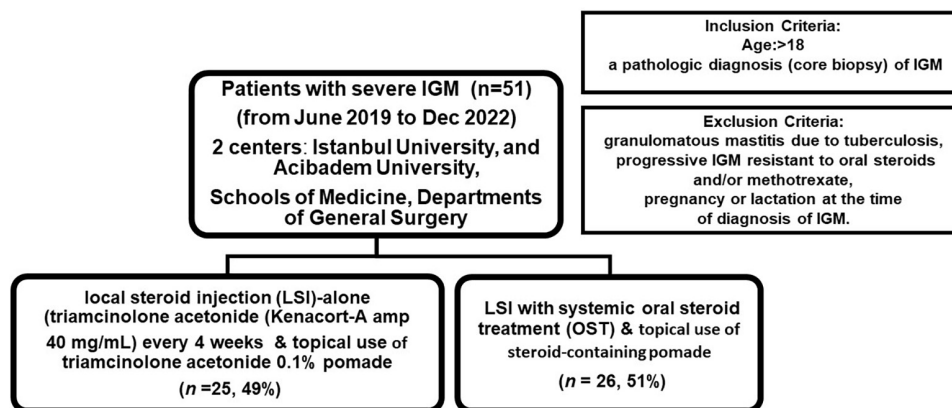 Inclusion Criteria:
Age:>18
a pathologic diagnosis (core biopsy) of IGM
Patients with severe IGM (n=51)
(from June 2019 to Dec 2022)
2 centers: Istanbul University, and
Acibadem University,
Schools of Medicine, Departments
of General Surgery
Exclusion Criteria:
granulomatous mastitis due to tuberculosis,
progressive IGM resistant to oral steroids
and/or methotrexate,
pregnancy or lactation at the time
of diagnosis of IGM.
local steroid injection (LSI)-alone
(triamcinolone acetonide (Kenacort-A amp
40 mg/mL) every 4 weeks & topical use of
triamcinolone acetonide 0.1% pomade
(n =25, 49%)
LSI with systemic oral steroid
treatment (OST) & topical use of
steroid-containing pomade
(n = 26, 51%)